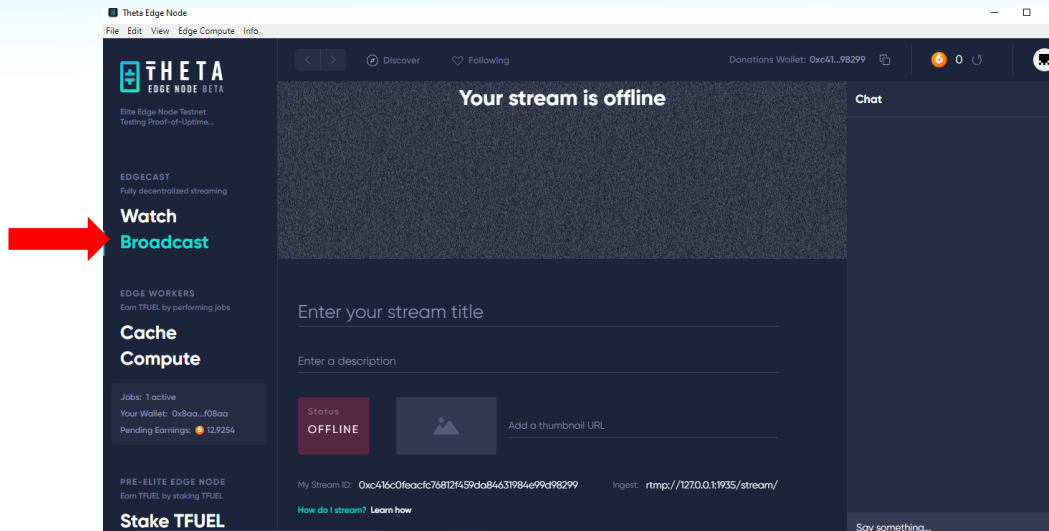 Theta Edge Node
File Edit View Edge Compute Info
THETA
EDGE NODE BETA
Elite Edge Node Testnet
Testing Proof-of-Uptime...
EDGECAST
Fully decentralized streaming
Watch
Broadcast
EDGE WORKERS
Earn TFUEL by performing jobs
Cache
Compute
Jobs: 1 active
Your Wallet: 0x8aa...f08aa
Pending Earnings: 12.9254
PRE-ELITE EDGE NODE
Earn TFUEL by staking TFUEL
Stake TFUEL
Discover Following Donations Wallet: 0xc41...98299 0
Your stream is offline
Enter your stream title
Enter a description
Status
OFFLINE
Add a thumbnail URL
My Stream ID: 0xc416c0feacfc76812f459da84631984e99d98299 Ingest: rtmp://127.0.0.1:1935/stream/
How do I stream? Learn how
Chat
Say something...